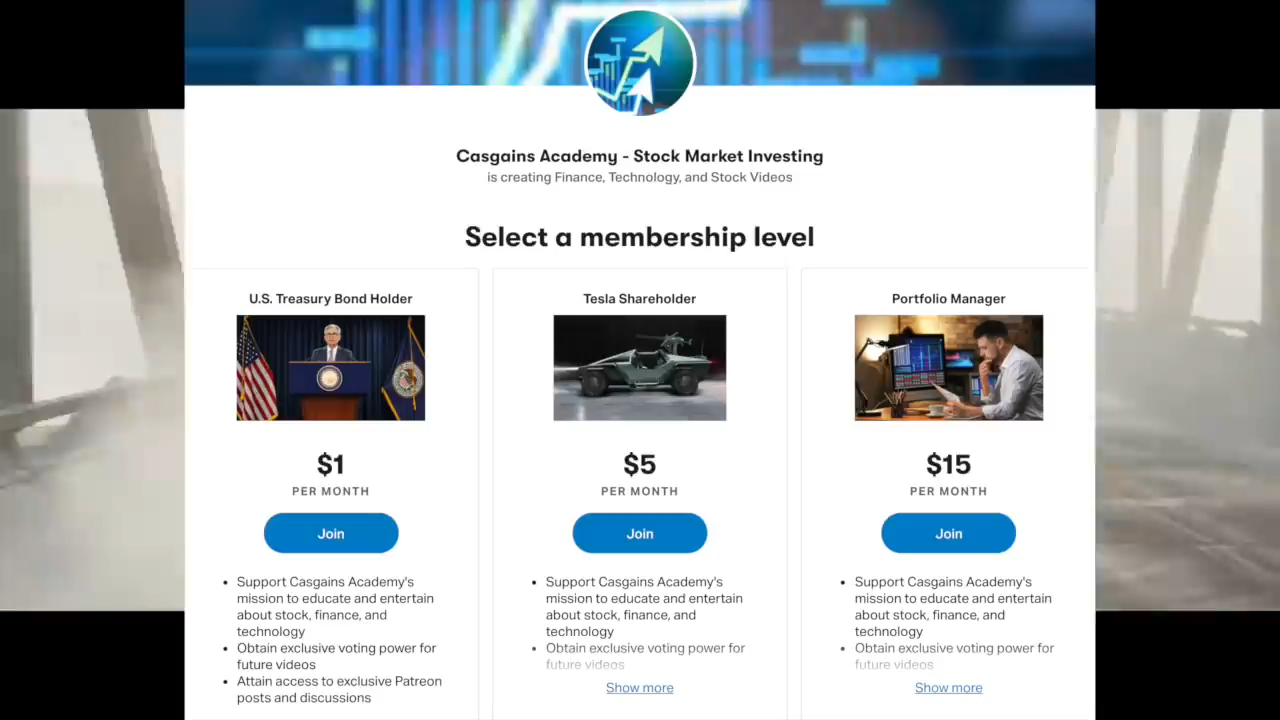 Casgains Academy - Stock Market Investing
is creating Finance, Technology, and Stock Videos
Select a membership level
U.S. Treasury Bond Holder
$1
PER MONTH
Join
• Support Casgains Academy's
mission to educate and entertain
about stock, finance, and
technology
• Obtain exclusive voting power for
future videos
• Attain access to exclusive Patreon
posts and discussions
Tesla Shareholder
$5
PER MONTH
Join
• Support Casgains Academy's
mission to educate and entertain
about stock, finance, and
technology
• Obtain exclusive voting power for
future videos
Show more
Portfolio Manager
$15
PER MONTH
Join
• Support Casgains Academy's
mission to educate and entertain
about stock, finance, and
technology
• Obtain exclusive voting power for
future videos
Show more